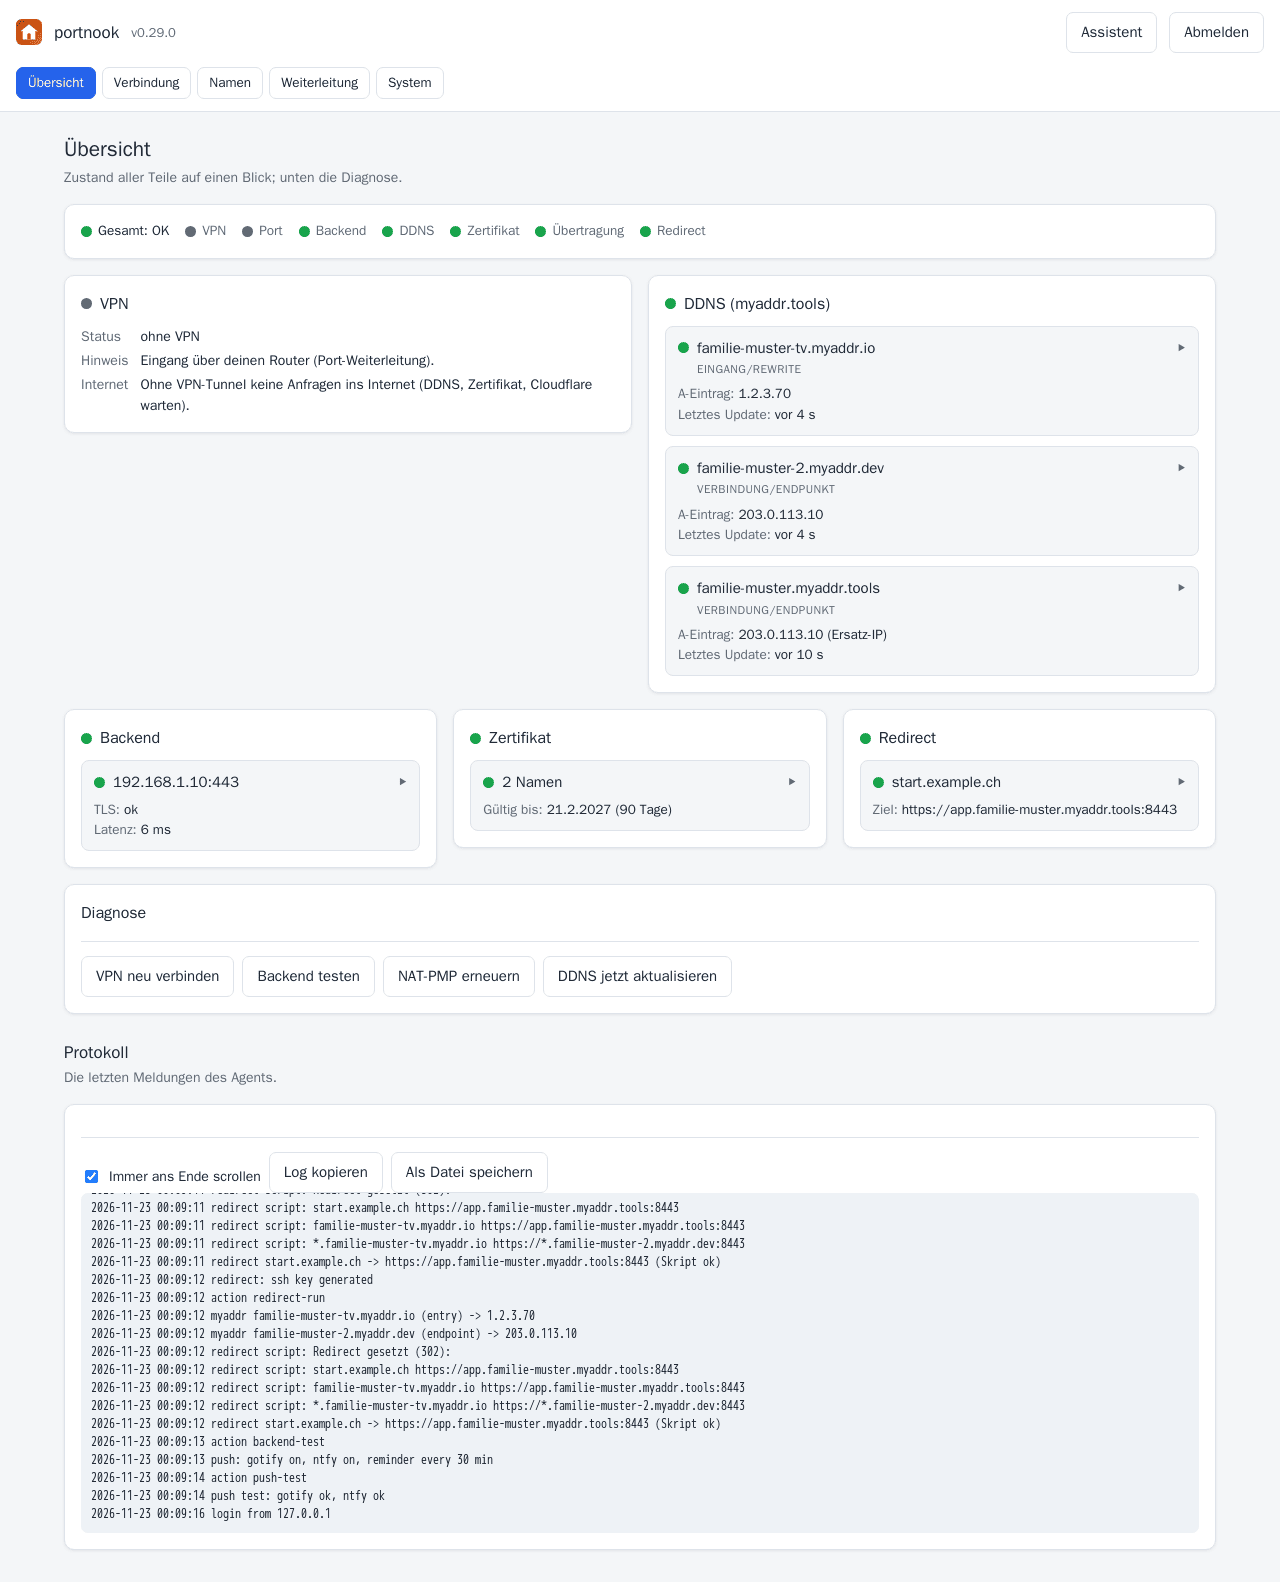 portnook v0.29.0
Assistent
Abmelden
Übersicht
Verbindung
Namen
Weiterleitung
System
Übersicht
Zustand aller Teile auf einen Blick; unten die Diagnose.
Gesamt: OK
VPN
Port
Backend
DDNS
Zertifikat
Übertragung
Redirect
VPN
Status ohne VPN
Hinweis Eingang über deinen Router (Port-Weiterleitung).
Internet Ohne VPN-Tunnel keine Anfragen ins Internet (DDNS, Zertifikat, Cloudflare
warten).
DDNS (myaddr.tools)
familie-muster-tv.myaddr.io
EINGANG/REWRITE
A-Eintrag: 1.2.3.70
Letztes Update: vor 4 s
familie-muster-2.myaddr.dev
VERBINDUNG/ENDPUNKT
A-Eintrag: 203.0.113.10
Letztes Update: vor 4 s
familie-muster.myaddr.tools
VERBINDUNG/ENDPUNKT
A-Eintrag: 203.0.113.10 (Ersatz-IP)
Letztes Update: vor 10 s
Backend
192.168.1.10:443
TLS: ok
Latenz: 6 ms
Zertifikat
2 Namen
Gültig bis: 21.2.2027 (90 Tage)
Redirect
start.example.ch
Ziel: https://app.familie-muster.myaddr.tools:8443
Diagnose
VPN neu verbinden
Backend testen
NAT-PMP erneuern
DDNS jetzt aktualisieren
Protokoll
Die letzten Meldungen des Agents.
Immer ans Ende scrollen
Log kopieren
Als Datei speichern
2026-11-23 00:09:11 redirect script: start.example.ch https://app.familie-muster.myaddr.tools:8443
2026-11-23 00:09:11 redirect script: familie-muster-tv.myaddr.io https://app.familie-muster.myaddr.tools:8443
2026-11-23 00:09:11 redirect script: *.familie-muster-tv.myaddr.io https://*.familie-muster-2.myaddr.dev:8443
2026-11-23 00:09:11 redirect start.example.ch -> https://app.familie-muster.myaddr.tools:8443 (Skript ok)
2026-11-23 00:09:12 redirect: ssh key generated
2026-11-23 00:09:12 action redirect-run
2026-11-23 00:09:12 myaddr familie-muster-tv.myaddr.io (entry) -> 1.2.3.70
2026-11-23 00:09:12 myaddr familie-muster-2.myaddr.dev (endpoint) -> 203.0.113.10
2026-11-23 00:09:12 redirect script: Redirect gesetzt (302):
2026-11-23 00:09:12 redirect script: start.example.ch https://app.familie-muster.myaddr.tools:8443
2026-11-23 00:09:12 redirect script: familie-muster-tv.myaddr.io https://app.familie-muster.myaddr.tools:8443
2026-11-23 00:09:12 redirect script: *.familie-muster-tv.myaddr.io https://*.familie-muster-2.myaddr.dev:8443
2026-11-23 00:09:12 redirect start.example.ch -> https://app.familie-muster.myaddr.tools:8443 (Skript ok)
2026-11-23 00:09:13 action backend-test
2026-11-23 00:09:13 push: gotify on, ntfy on, reminder every 30 min
2026-11-23 00:09:14 action push-test
2026-11-23 00:09:14 push test: gotify ok, ntfy ok
2026-11-23 00:09:16 login from 127.0.0.1